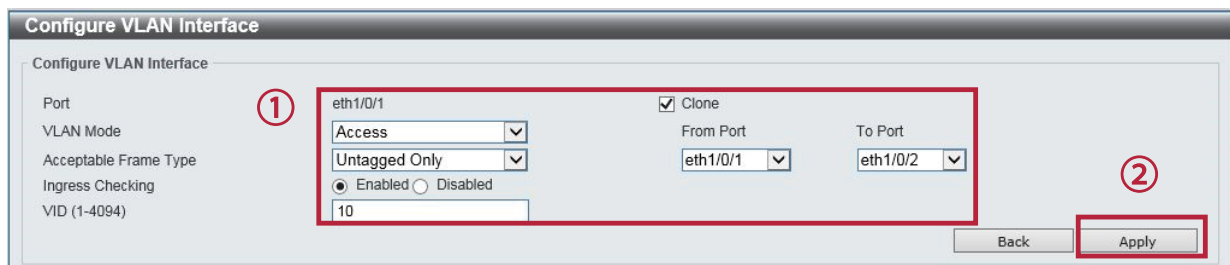 Configure VLAN Interface
Configure VLAN Interface
Port eth1/0/1 Clone
①
VLAN Mode Access From Port To Port
Acceptable Frame Type Untagged Only eth1/0/1 eth1/0/2
Ingress Checking Enabled Disabled
②
VID (1-4094) 10
Back Apply